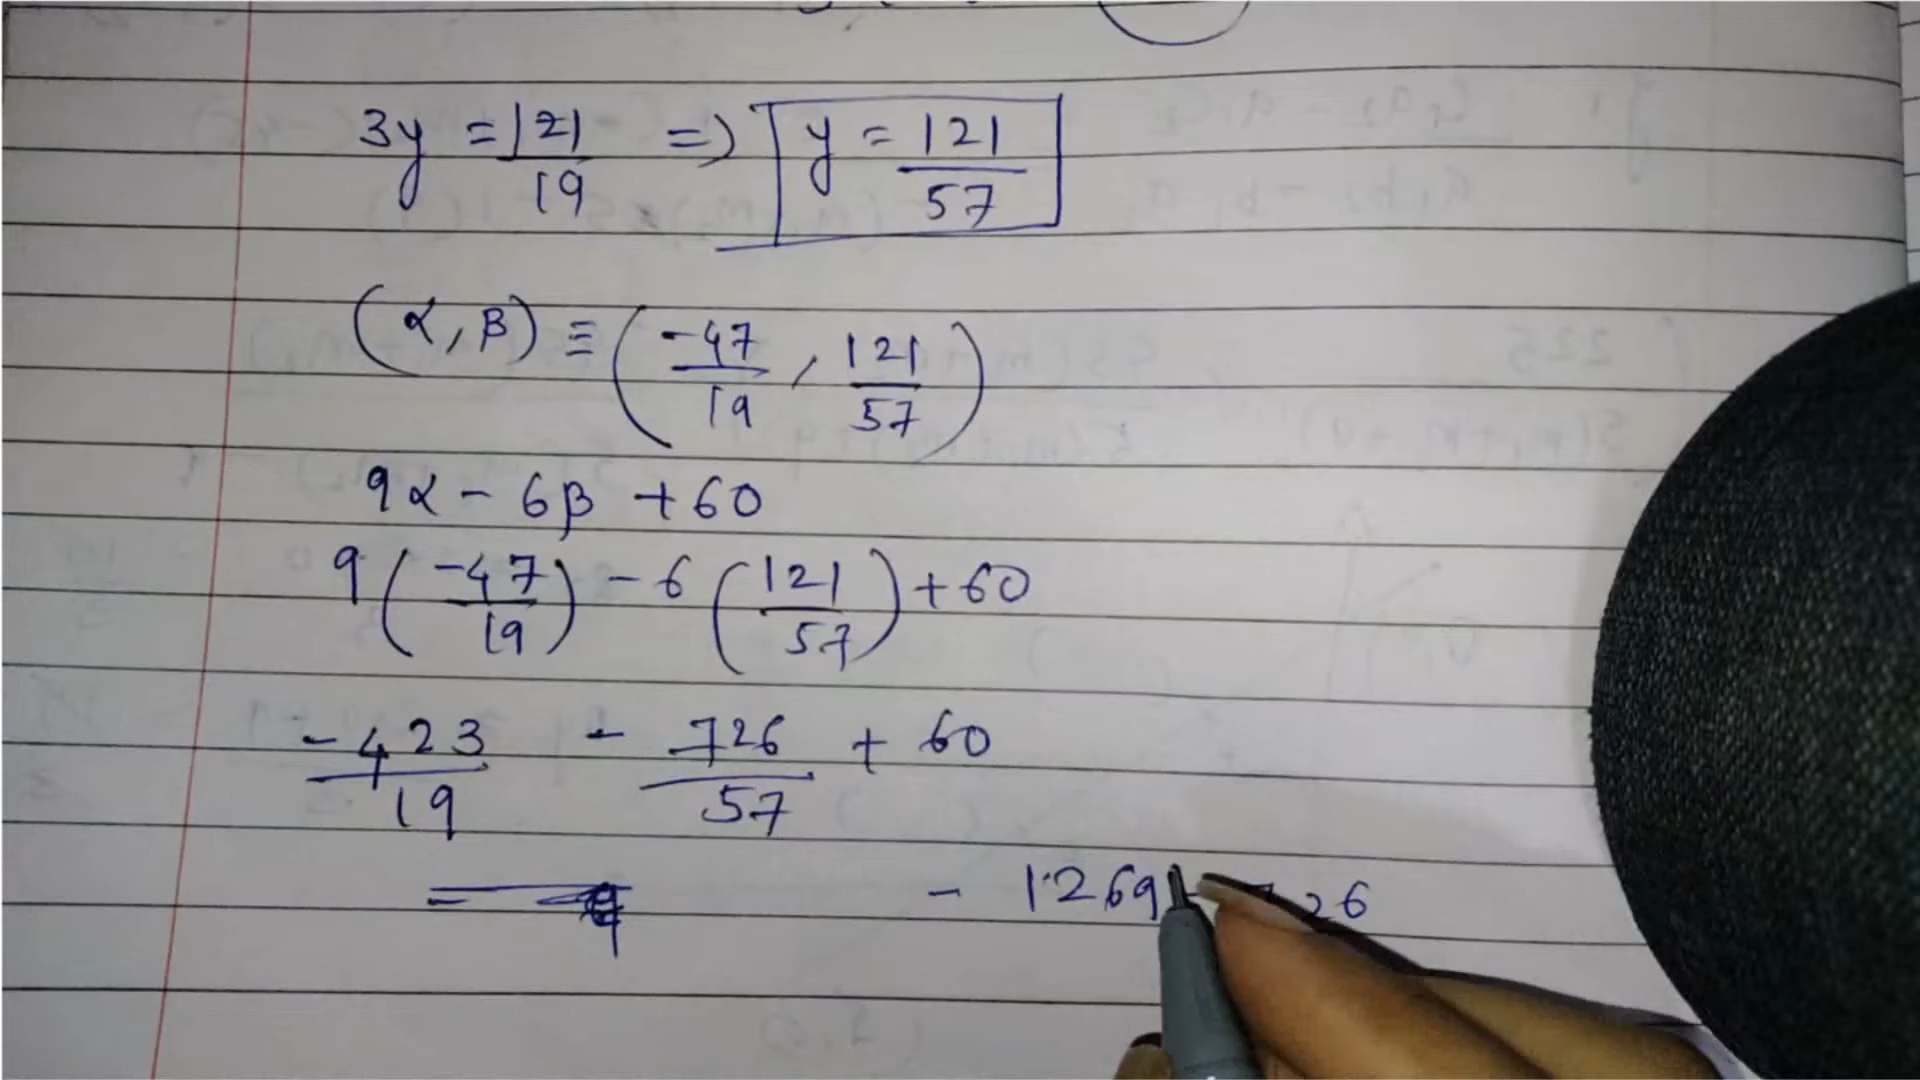 3y = 121/19 => y = 121/57
(α, β) ≡ (-47/19, 121/57)
9α - 6β + 60
9(-47/19) - 6(121/57) + 60
-423/19 - 726/57 + 60
- 1269 - 726